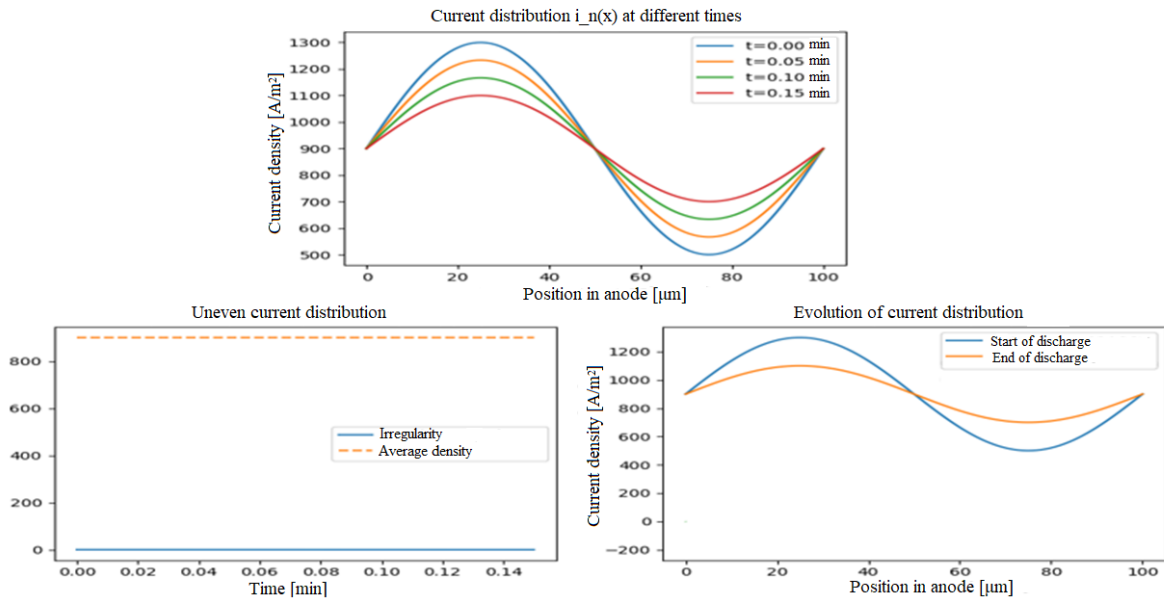 Current distribution i_n(x) at different times
Current density [A/m²]
1300
1200
1100
1000
900
800
700
600
500
t=0.00 min
t=0.05 min
t=0.10 min
t=0.15 min
0 20 40 60 80 100
Position in anode [μm]
Uneven current distribution
800
600
400
200
0
Irregularity
Average density
0.00 0.02 0.04 0.06 0.08 0.10 0.12 0.14
Time [min]
Evolution of current distribution
Current density [A/m²]
1200
1000
800
600
400
200
0
−200
Start of discharge
End of discharge
0 20 40 60 80 100
Position in anode [μm]